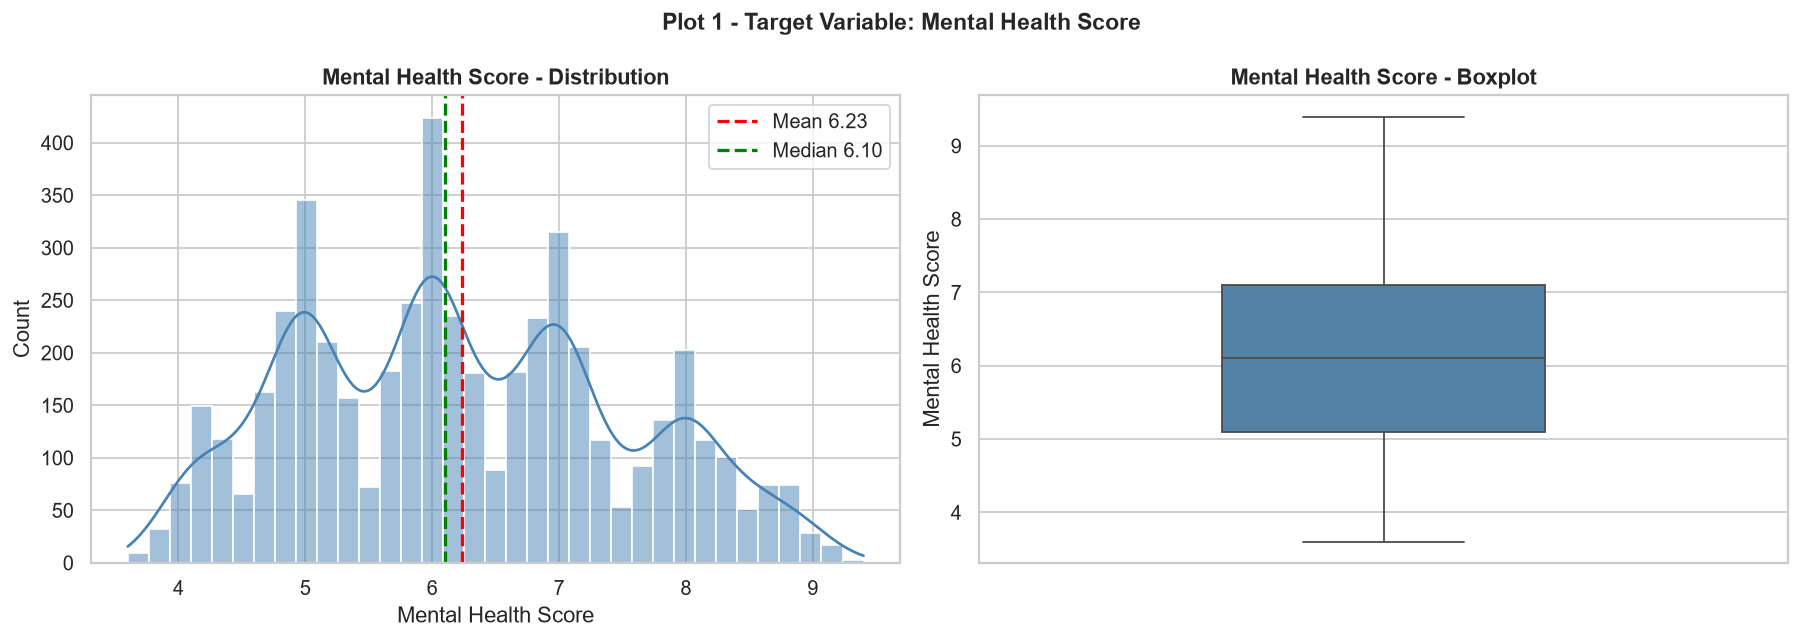 Plot 1 - Target Variable: Mental Health Score
Mental Health Score - Distribution
Mean 6.23
Median 6.10
400
350
300
250
200
150
100
50
0
Count
4 5 6 7 8 9
Mental Health Score
Mental Health Score - Boxplot
9
8
7
6
5
4
Mental Health Score